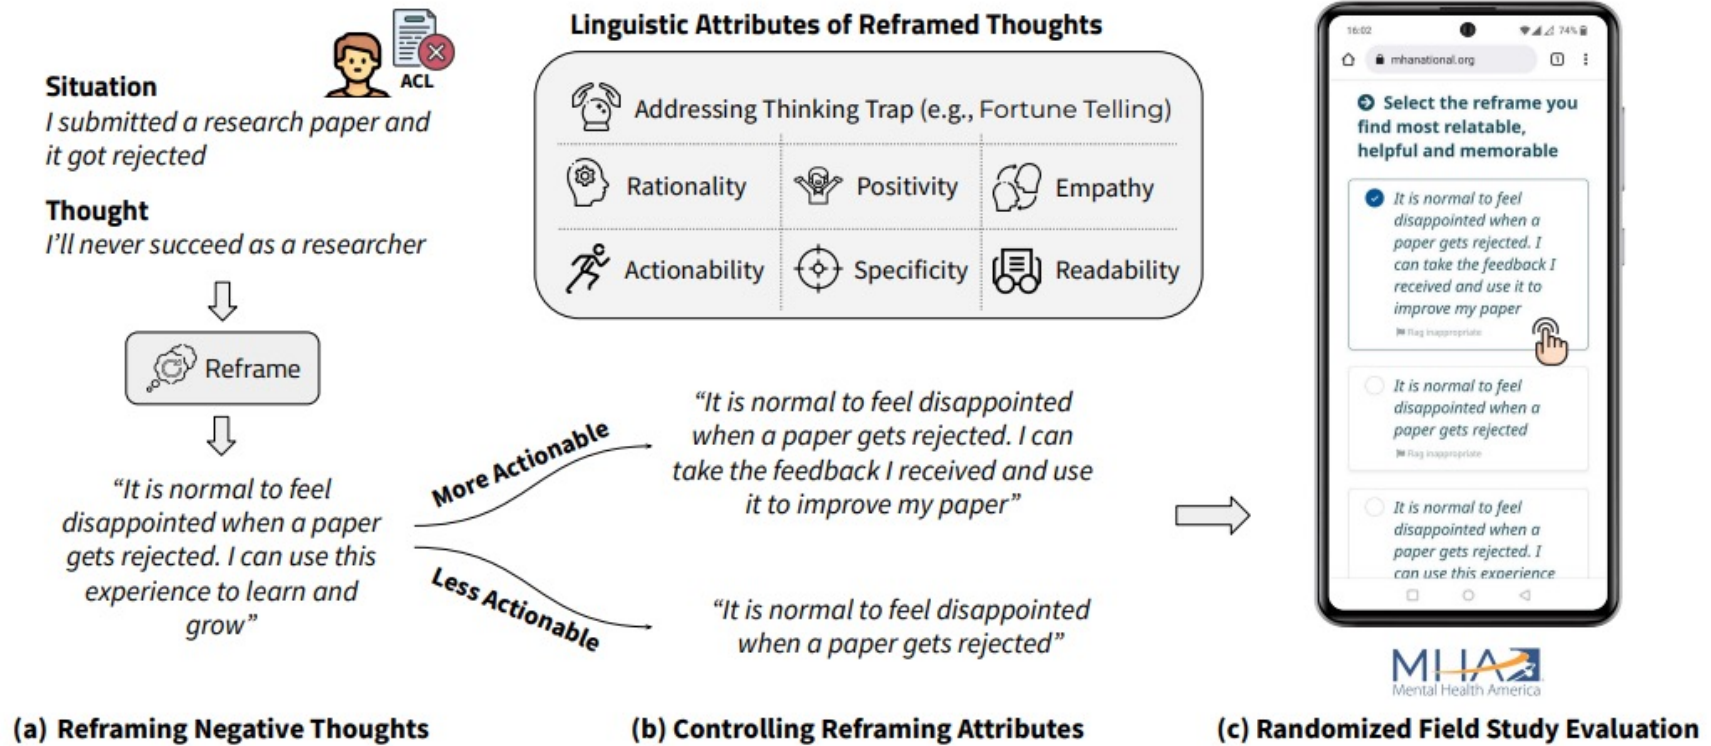 ACL
Situation
I submitted a research paper and
it got rejected
Thought
I'll never succeed as a researcher
Reframe
“It is normal to feel
disappointed when a paper
gets rejected. I can use this
experience to learn and
grow”
(a) Reframing Negative Thoughts
Linguistic Attributes of Reframed Thoughts
Addressing Thinking Trap (e.g., Fortune Telling)
Rationality
Positivity
Empathy
Actionability
Specificity
Readability
More Actionable
“It is normal to feel disappointed
when a paper gets rejected. I can
take the feedback I received and use
it to improve my paper”
Less Actionable
“It is normal to feel disappointed
when a paper gets rejected”
(b) Controlling Reframing Attributes
16:02
74%
mhanational.org
1
Select the reframe you
find most relatable,
helpful and memorable
It is normal to feel
disappointed when a
paper gets rejected. I
can take the feedback I
received and use it to
improve my paper
Flag inappropriate
It is normal to feel
disappointed when a
paper gets rejected
Flag inappropriate
It is normal to feel
disappointed when a
paper gets rejected. I
can use this experience
MHA
Mental Health America
(c) Randomized Field Study Evaluation